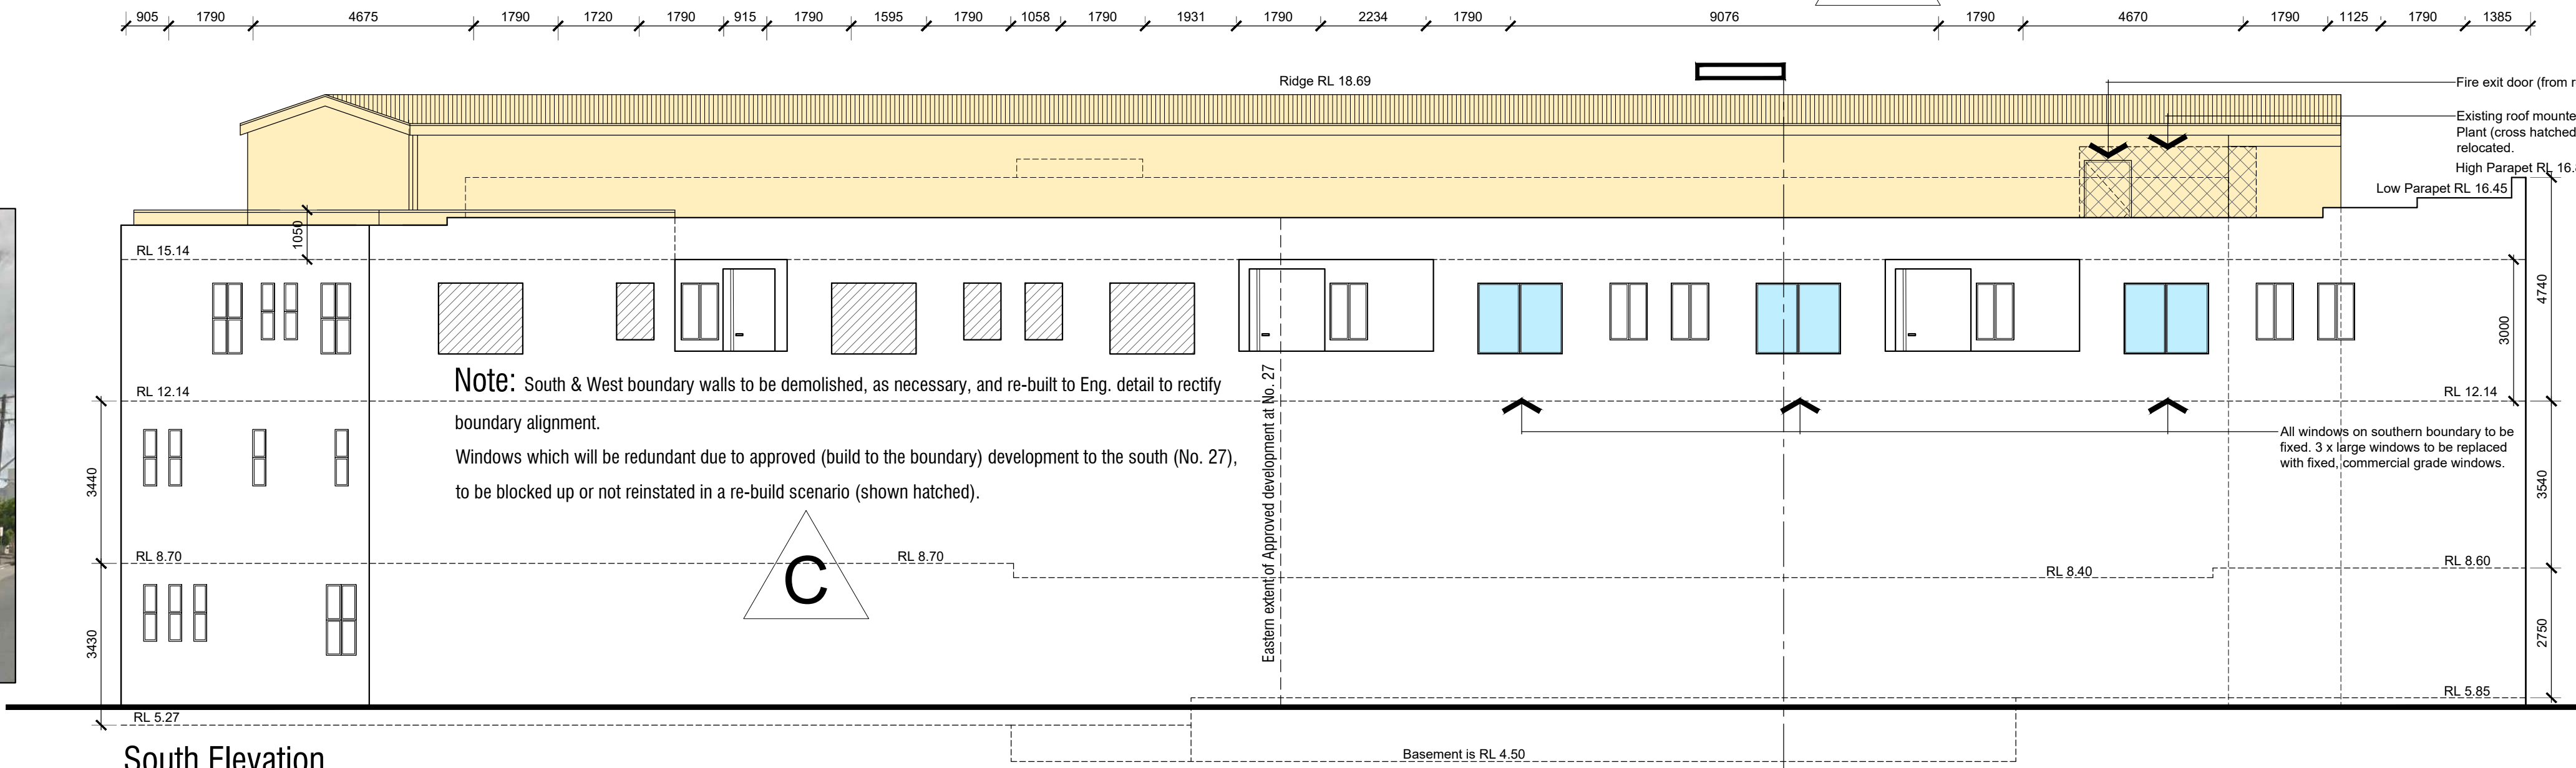 905 1790 4675 1790 1720 1790 915 1790 1595 1790 1058 1790 1931 1790 2234 1790 9076 1790 4670 1790 1125 1790 1385
Ridge RL 18.69
Fire exit door (from r
Existing roof mounte
Plant (cross hatched
relocated.
High Parapet RL 16.
Low Parapet RL 16.45
1050
RL 15.14
4740
3000
Note: South & West boundary walls to be demolished, as necessary, and re-built to Eng. detail to rectify
boundary alignment.
Windows which will be redundant due to approved (build to the boundary) development to the south (No. 27),
to be blocked up or not reinstated in a re-build scenario (shown hatched).
RL 12.14
RL 12.14
Eastern extent of Approved development at No. 27
All windows on southern boundary to be
fixed. 3 x large windows to be replaced
with fixed, commercial grade windows.
3440
3540
C
RL 8.70
RL 8.70
RL 8.40
RL 8.60
3430
2750
RL 5.85
RL 5.27
Basement is RL 4.50
South Elevation